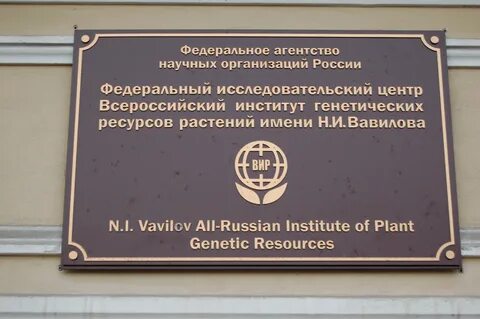 Федеральное агентство
научных организаций России
Федеральный исследовательский центр
Всероссийский институт генетических
ресурсов растений имени Н.И.Вавилова
ВИР
N.I. Vavilov All-Russian Institute of Plant
Genetic Resources